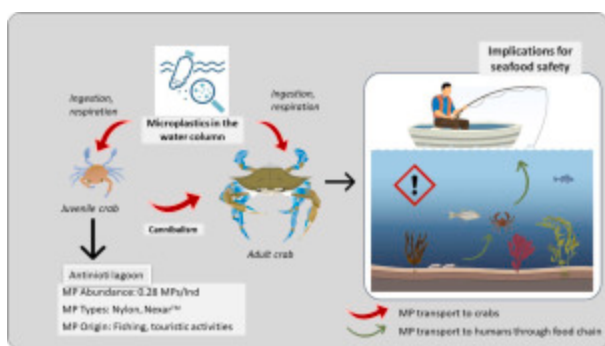 Implications for
seafood safety
Ingestion,
respiration
Ingestion,
respiration
Microplastics in the
water column
Juvenile crab
Cannibalism
Adult crab
Antinioti lagoon
MP Abundance: 0.28 MPs/Ind
MP Types: Nylon, Nexar™
MP Origin: Fishing, touristic activities
MP transport to crabs
MP transport to humans through food chain